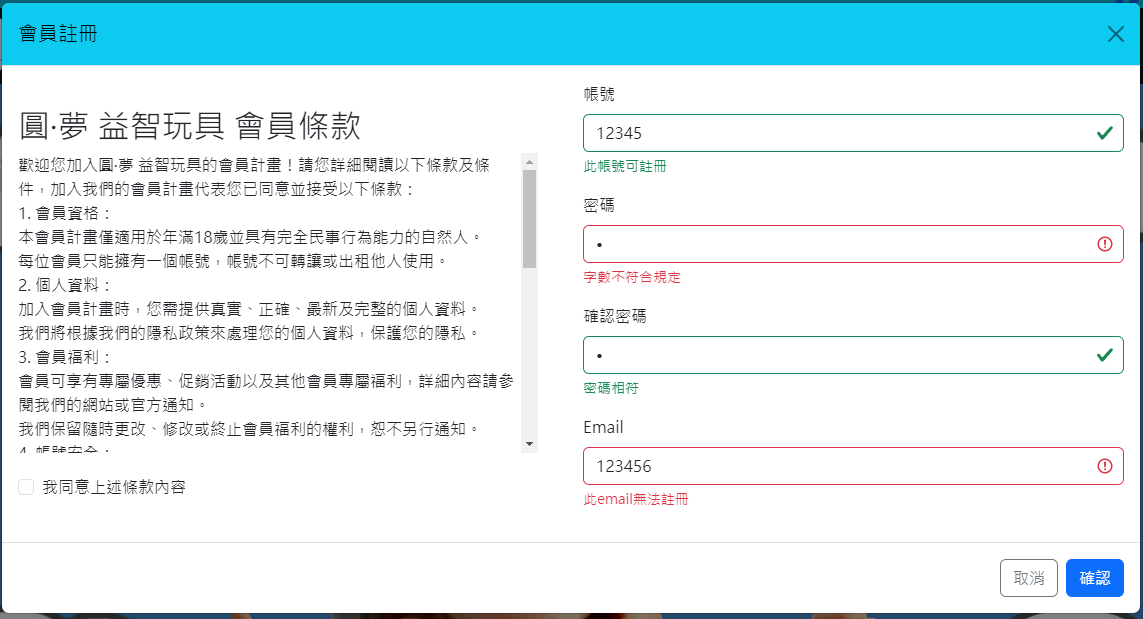 會員註冊
圓·夢 益智玩具 會員條款
歡迎您加入圓·夢 益智玩具的會員計畫！請您詳細閱讀以下條款及條
件，加入我們的會員計畫代表您已同意並接受以下條款：
1. 會員資格：
本會員計畫僅適用於年滿18歲並具有完全民事行為能力的自然人。
每位會員只能擁有一個帳號，帳號不可轉讓或出租他人使用。
2. 個人資料：
加入會員計畫時，您需提供真實、正確、最新及完整的個人資料。
我們將根據我們的隱私政策來處理您的個人資料，保護您的隱私。
3. 會員福利：
會員可享有專屬優惠、促銷活動以及其他會員專屬福利，詳細內容請參
閱我們的網站或官方通知。
我們保留隨時更改、修改或終止會員福利的權利，恕不另行通知。
4. 帳號安全：
我同意上述條款內容
帳號
12345
此帳號可註冊
密碼
•
字數不符合規定
確認密碼
•
密碼相符
Email
123456
此email無法註冊
取消
確認